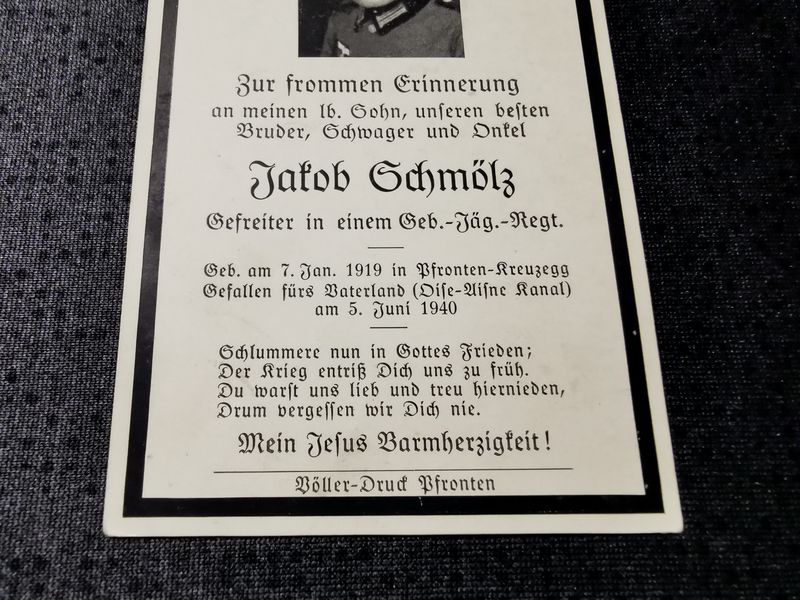 Zur frommen Erinnerung
an meinen lb. Sohn, unſeren beſten
Bruder, Schwager und Onkel
Jakob Schmölz
Gefreiter in einem Geb.-Jäg.-Regt.
Geb. am 7. Jan. 1919 in Pfronten-Kreuzegg
Gefallen fürs Vaterland (Oiſe-Aiſne Kanal)
am 5. Juni 1940
Schlummere nun in Gottes Frieden;
Der Krieg entriß Dich uns zu früh.
Du warſt uns lieb und treu hiernieden,
Drum vergeſſen wir Dich nie.
Mein Jeſus Barmherzigkeit!
Völler-Druck Pfronten